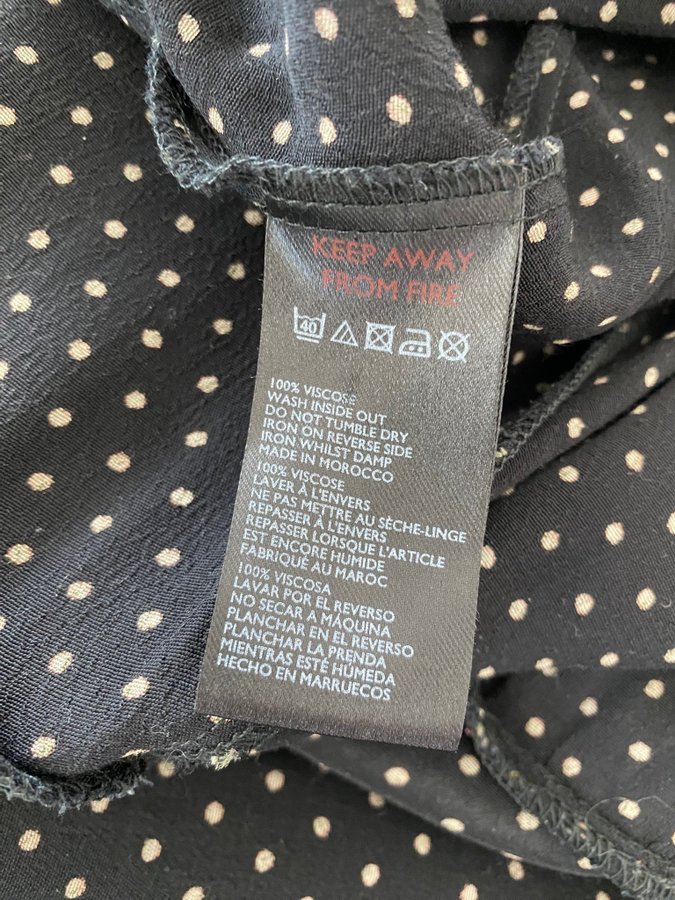 KEEP AWAY
FROM FIRE
40
100% VISCOSE
WASH INSIDE OUT
DO NOT TUMBLE DRY
IRON ON REVERSE SIDE
IRON WHILST DAMP
MADE IN MOROCCO
100% VISCOSE
LAVER À L'ENVERS
NE PAS METTRE AU SÈCHE-LINGE
REPASSER À L'ENVERS
REPASSER LORSQUE L'ARTICLE
EST ENCORE HUMIDE
FABRIQUÉ AU MAROC
100% VISCOSA
LAVAR POR EL REVERSO
NO SECAR A MÁQUINA
PLANCHAR EN EL REVERSO
PLANCHAR LA PRENDA
MIENTRAS ESTÉ HÚMEDA
HECHO EN MARRUECOS